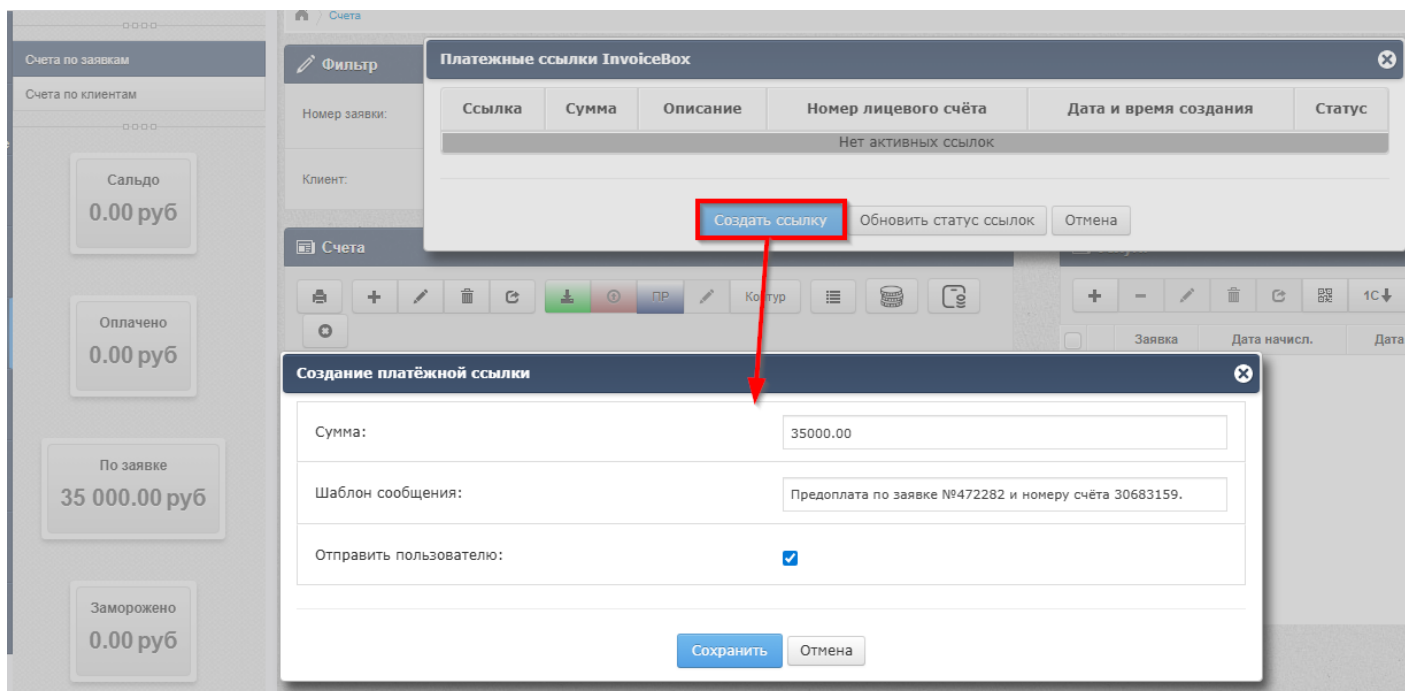 Счета
Счета по заявкам
Счета по клиентам
Сальдо
0.00 руб
Оплачено
0.00 руб
По заявке
35 000.00 руб
Заморожено
0.00 руб
Фильтр
Номер заявки:
Клиент:
Платежные ссылки InvoiceBox
Ссылка Сумма Описание Номер лицевого счёта Дата и время создания Статус
Нет активных ссылок
Создать ссылку Обновить статус ссылок Отмена
Счета
ПР Контур
1С
Заявка Дата начисл. Дата
Создание платёжной ссылки
Сумма: 35000.00
Шаблон сообщения: Предоплата по заявке №472282 и номеру счёта 30683159.
Отправить пользователю:
Сохранить Отмена